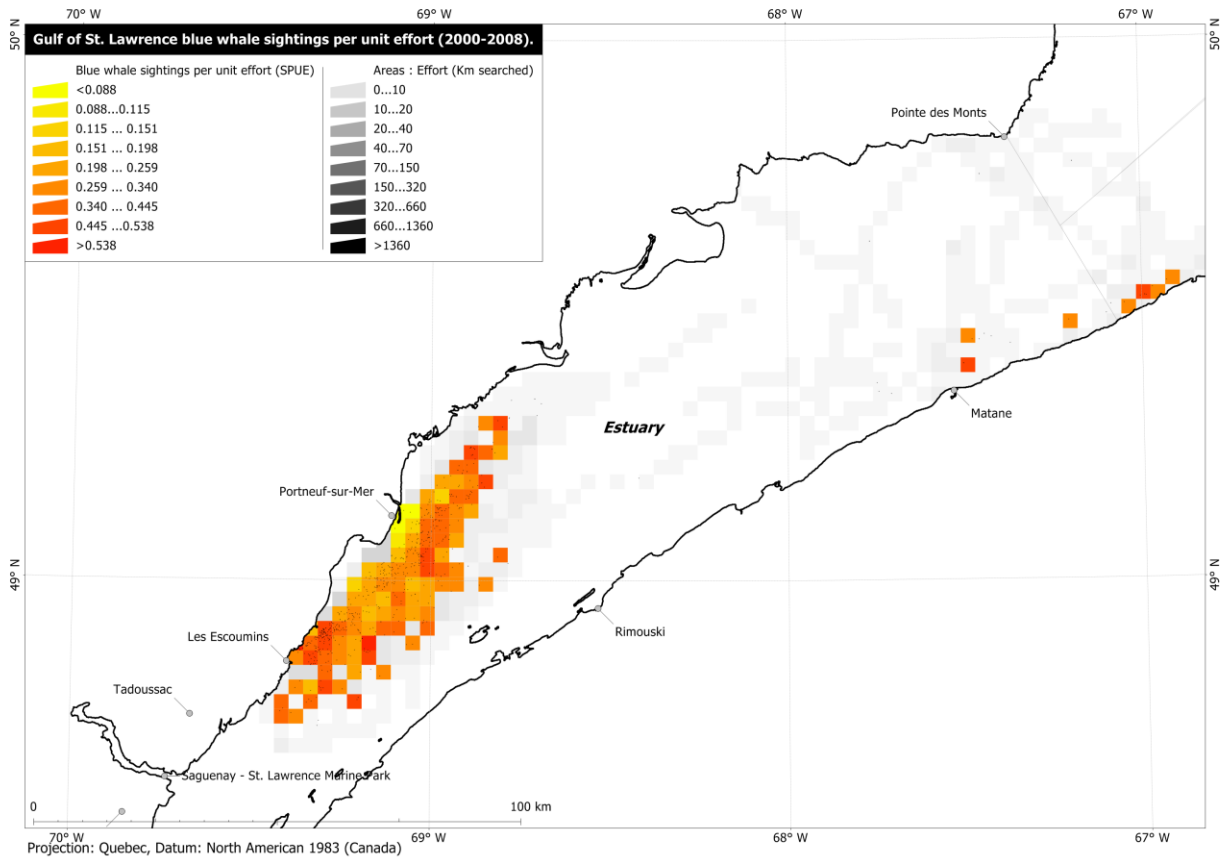 70° W 69° W 68° W 67° W
50° N
50° N
Gulf of St. Lawrence blue whale sightings per unit effort (2000-2008).
Blue whale sightings per unit effort (SPUE)
<0.088
0.088...0.115
0.115 ... 0.151
0.151 ... 0.198
0.198 ... 0.259
0.259 ... 0.340
0.340 ... 0.445
0.445 ...0.538
>0.538
Areas : Effort (Km searched)
0...10
10...20
20...40
40...70
70...150
150...320
320...660
660...1360
>1360
Pointe des Monts
Matane
Estuary
Portneuf-sur-Mer
49° N
49° N
Rimouski
Les Escoumins
Tadoussac
Saguenay - St. Lawrence Marine Park
0 100 km
70° W 69° W 68° W 67° W
Projection: Quebec, Datum: North American 1983 (Canada)